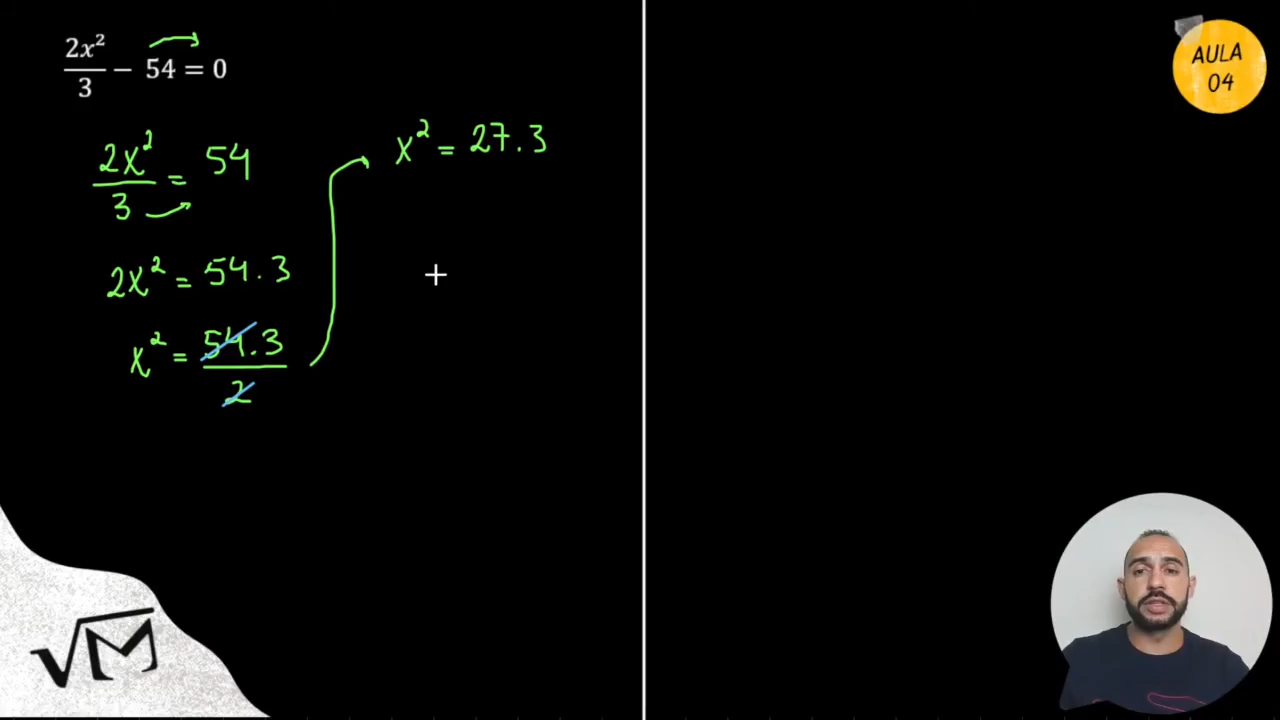 2x²/3 − 54 = 0
2x²/3 = 54
2x² = 54.3
x² = 54.3/2
x² = 27.3
AULA
04
√M